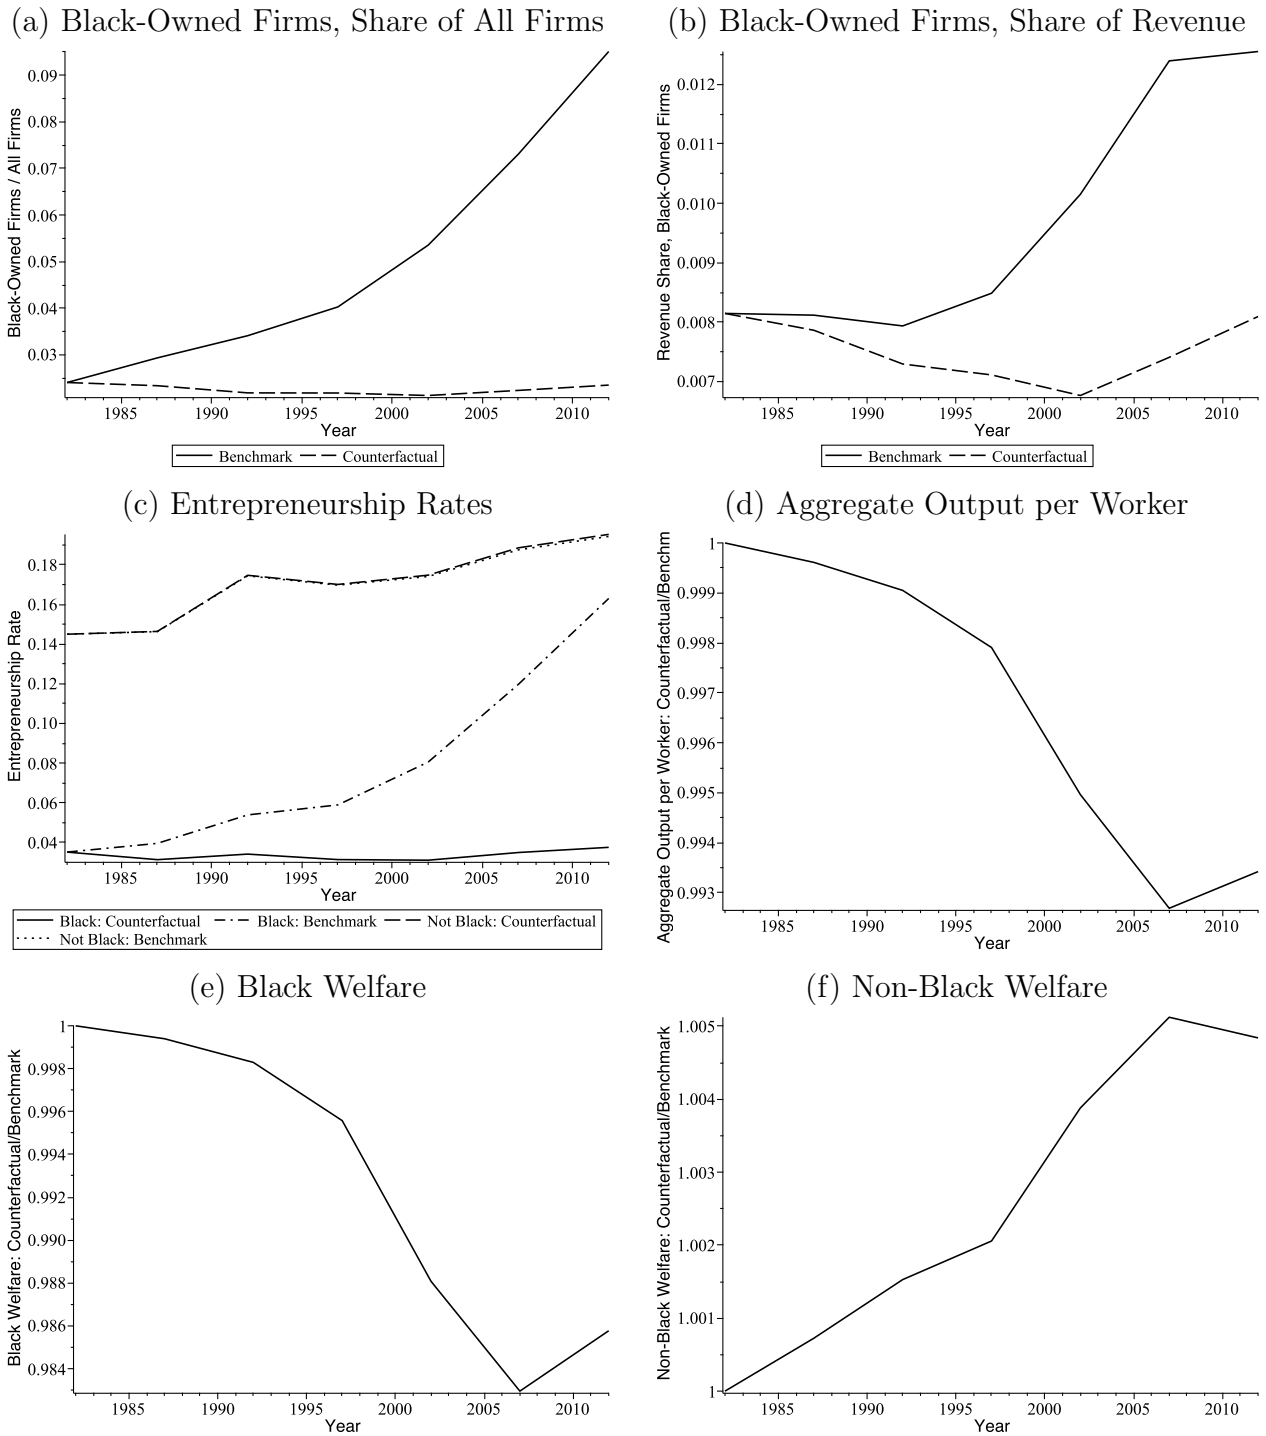 (a) Black-Owned Firms, Share of All Firms
Black-Owned Firms / All Firms
0.09
0.08
0.07
0.06
0.05
0.04
0.03
1985 1990 1995 2000 2005 2010
Year
Benchmark Counterfactual
(b) Black-Owned Firms, Share of Revenue
Revenue Share, Black-Owned Firms
0.012
0.011
0.010
0.009
0.008
0.007
1985 1990 1995 2000 2005 2010
Year
Benchmark Counterfactual
(c) Entrepreneurship Rates
Entrepreneurship Rate
0.18
0.16
0.14
0.12
0.10
0.08
0.06
0.04
1985 1990 1995 2000 2005 2010
Year
Black: Counterfactual Black: Benchmark Not Black: Counterfactual
Not Black: Benchmark
(d) Aggregate Output per Worker
Aggregate Output per Worker: Counterfactual/Benchm
1
0.999
0.998
0.997
0.996
0.995
0.994
0.993
1985 1990 1995 2000 2005 2010
Year
(e) Black Welfare
Black Welfare: Counterfactual/Benchmark
1
0.998
0.996
0.994
0.992
0.990
0.988
0.986
0.984
1985 1990 1995 2000 2005 2010
Year
(f) Non-Black Welfare
Non-Black Welfare: Counterfactual/Benchmark
1.005
1.004
1.003
1.002
1.001
1
1985 1990 1995 2000 2005 2010
Year